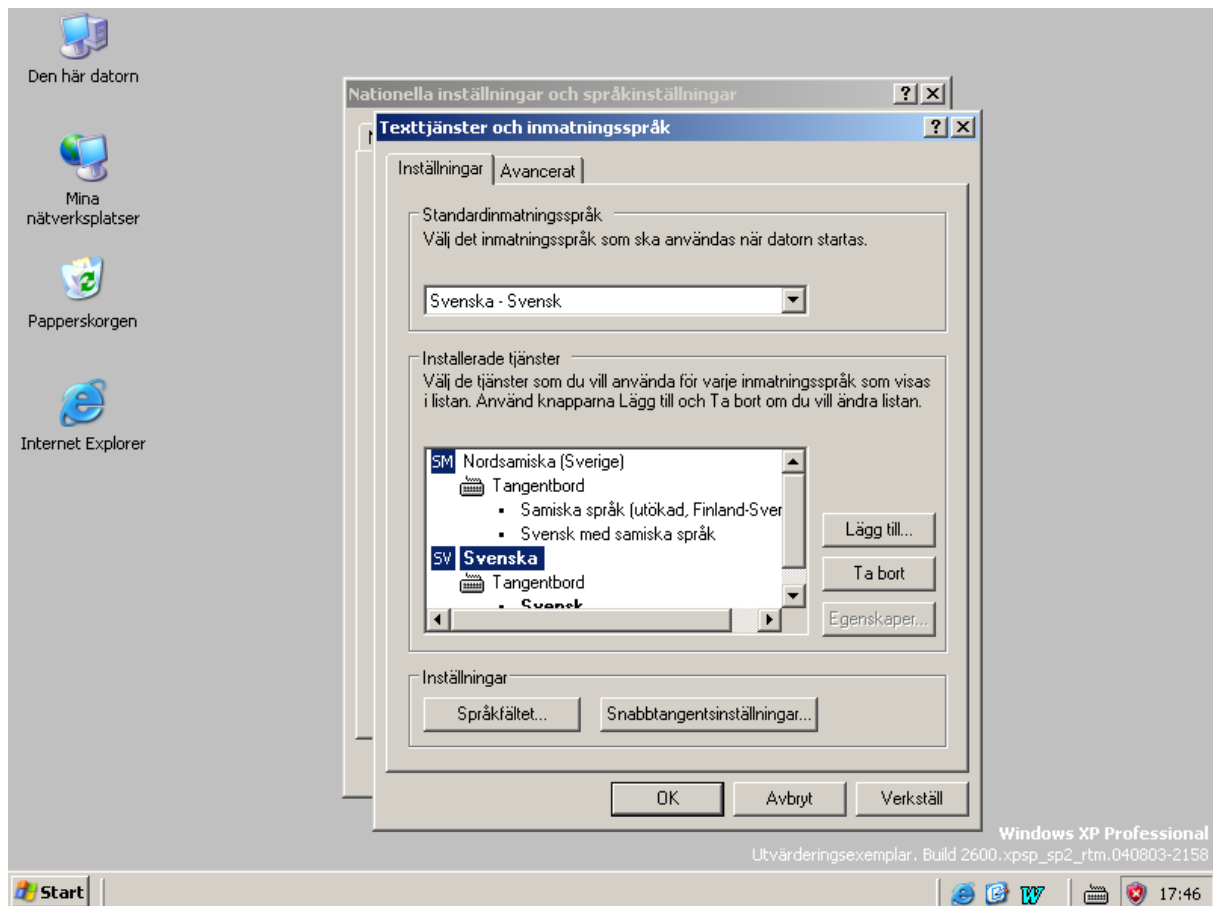 Den här datorn
Mina
nätverksplatser
Papperskorgen
Internet Explorer
Nationella inställningar och språkinställningar
Texttjänster och inmatningsspråk
Inställningar
Avancerat
Standardinmatningsspråk
Välj det inmatningsspråk som ska användas när datorn startas.
Svenska - Svensk
Installerade tjänster
Välj de tjänster som du vill använda för varje inmatningsspråk som visas
i listan. Använd knapparna Lägg till och Ta bort om du vill ändra listan.
SM Nordsamiska (Sverige)
Tangentbord
Samiska språk (utökad, Finland-Sver
Svensk med samiska språk
SV Svenska
Tangentbord
Svensk
Lägg till...
Ta bort
Egenskaper...
Inställningar
Språkfältet...
Snabbtangentsinställningar...
OK
Avbryt
Verkställ
Windows XP Professional
Utvärderingsexemplar. Build 2600.xpsp_sp2_rtm.040803-2158
Start
17:46